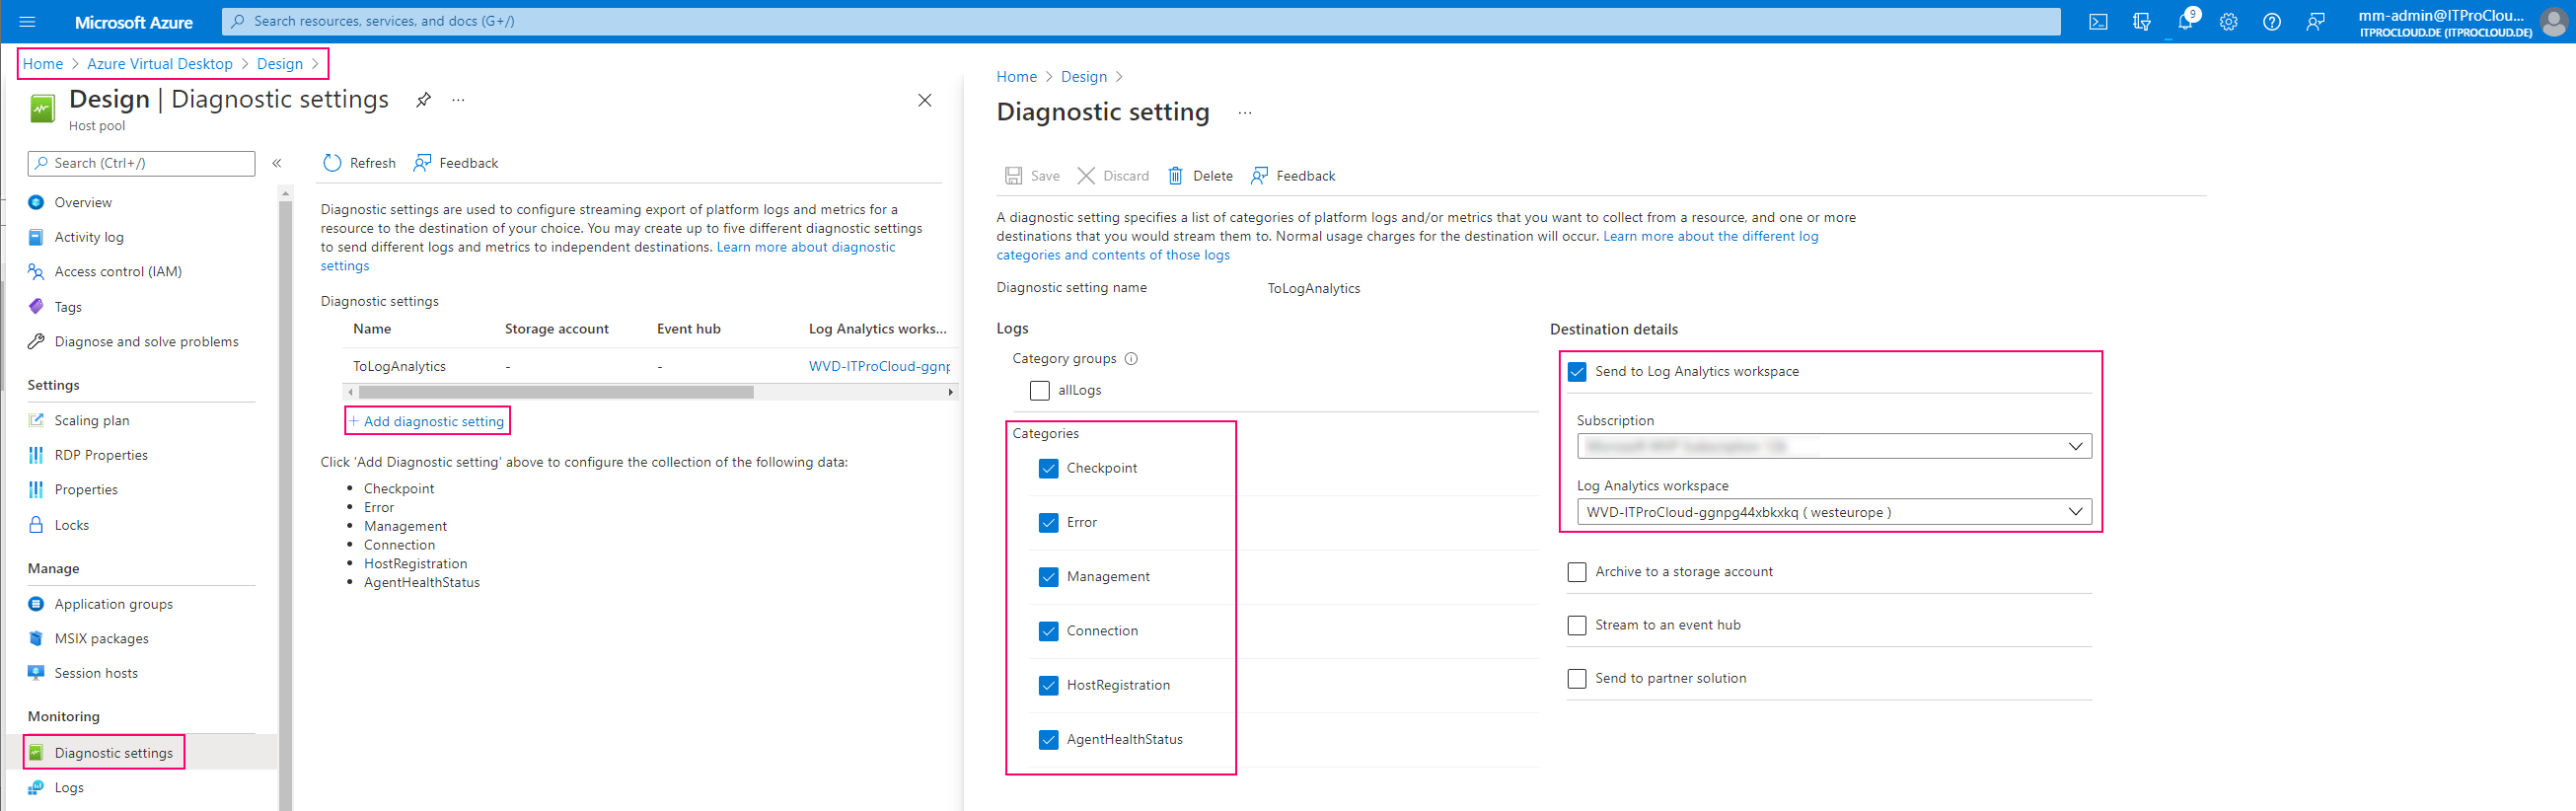 Microsoft Azure
Search resources, services, and docs (G+/)
9
mm-admin@ITProClou...
ITPROCLOUD.DE (ITPROCLOUD.DE)
Home > Azure Virtual Desktop > Design >
Design | Diagnostic settings ...
Host pool
Search (Ctrl+/)
«
Overview
Activity log
Access control (IAM)
Tags
Diagnose and solve problems
Settings
Scaling plan
RDP Properties
Properties
Locks
Manage
Application groups
MSIX packages
Session hosts
Monitoring
Diagnostic settings
Logs
Refresh
Feedback
Diagnostic settings are used to configure streaming export of platform logs and metrics for a
resource to the destination of your choice. You may create up to five different diagnostic settings
to send different logs and metrics to independent destinations. Learn more about diagnostic
settings
Diagnostic settings
Name Storage account Event hub Log Analytics works...
ToLogAnalytics - - WVD-ITProCloud-ggnp
+ Add diagnostic setting
Click 'Add Diagnostic setting' above to configure the collection of the following data:
• Checkpoint
• Error
• Management
• Connection
• HostRegistration
• AgentHealthStatus
Home > Design >
Diagnostic setting ...
Save
Discard
Delete
Feedback
A diagnostic setting specifies a list of categories of platform logs and/or metrics that you want to collect from a resource, and one or more
destinations that you would stream them to. Normal usage charges for the destination will occur. Learn more about the different log
categories and contents of those logs
Diagnostic setting name ToLogAnalytics
Logs
Category groups
allLogs
Categories
Checkpoint
Error
Management
Connection
HostRegistration
AgentHealthStatus
Destination details
Send to Log Analytics workspace
Subscription
Log Analytics workspace
WVD-ITProCloud-ggnpg44xbkxkq ( westeurope )
Archive to a storage account
Stream to an event hub
Send to partner solution